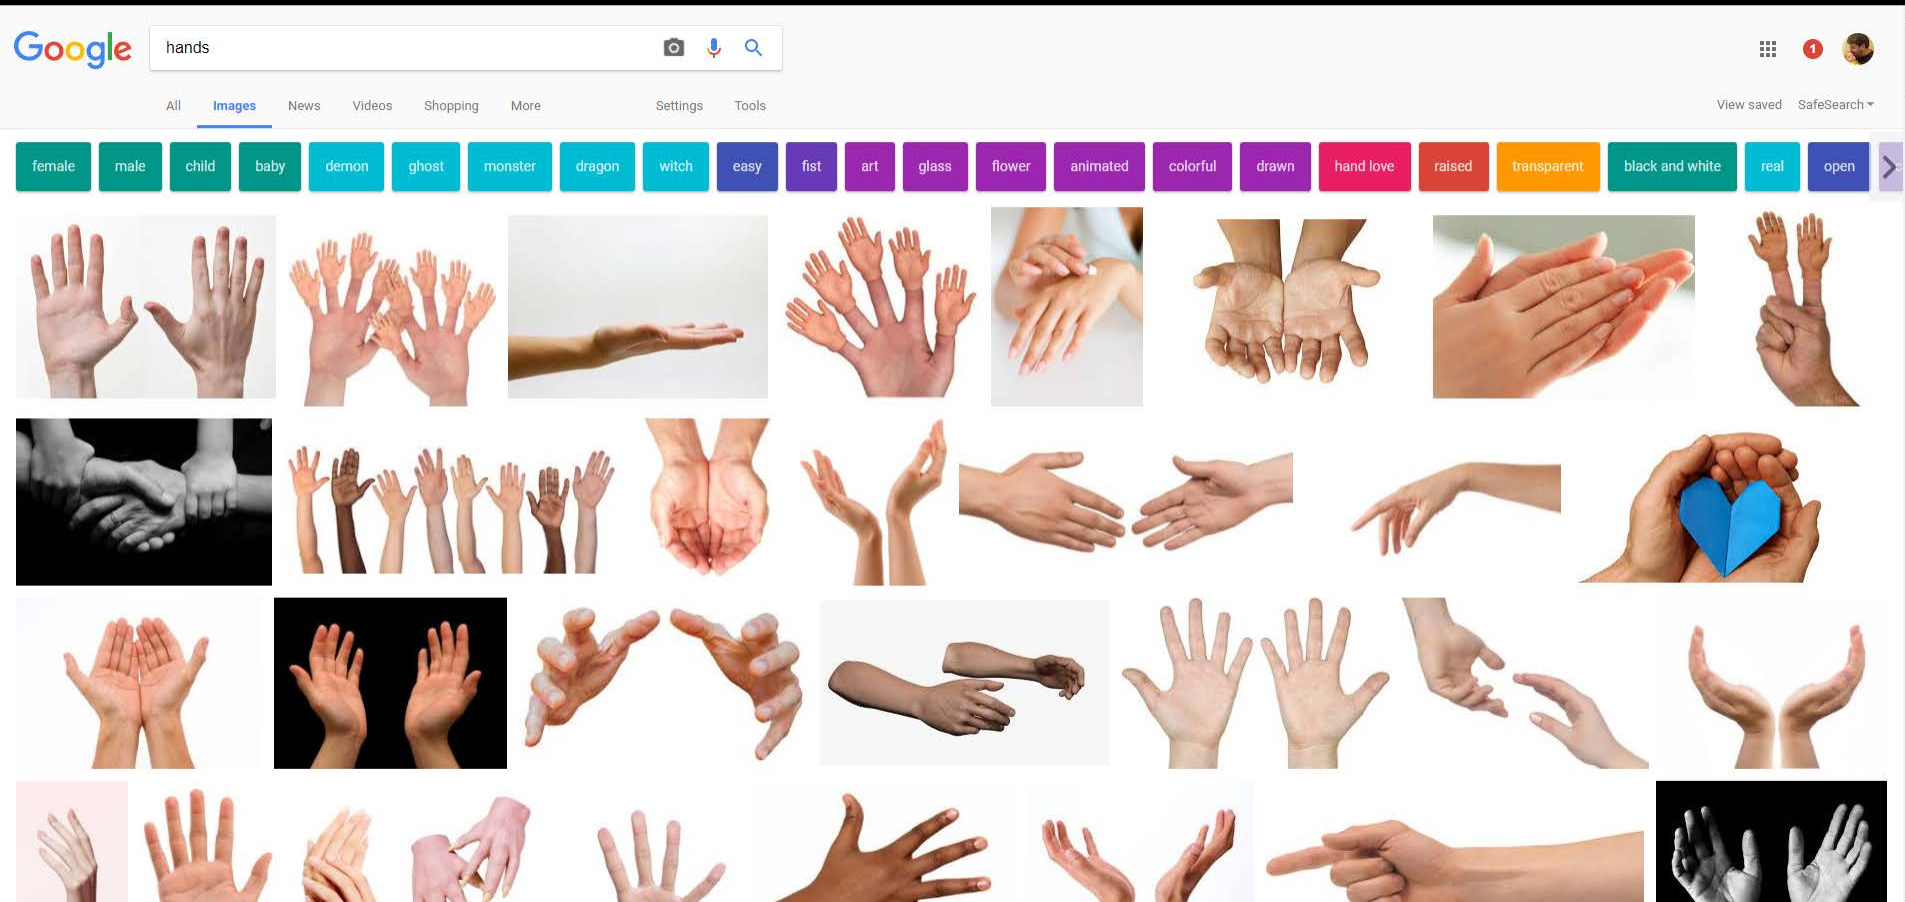 Google
hands
1
All Images News Videos Shopping More Settings Tools View saved SafeSearch
female male child baby demon ghost monster dragon witch easy fist art glass flower animated colorful drawn hand love raised transparent black and white real open